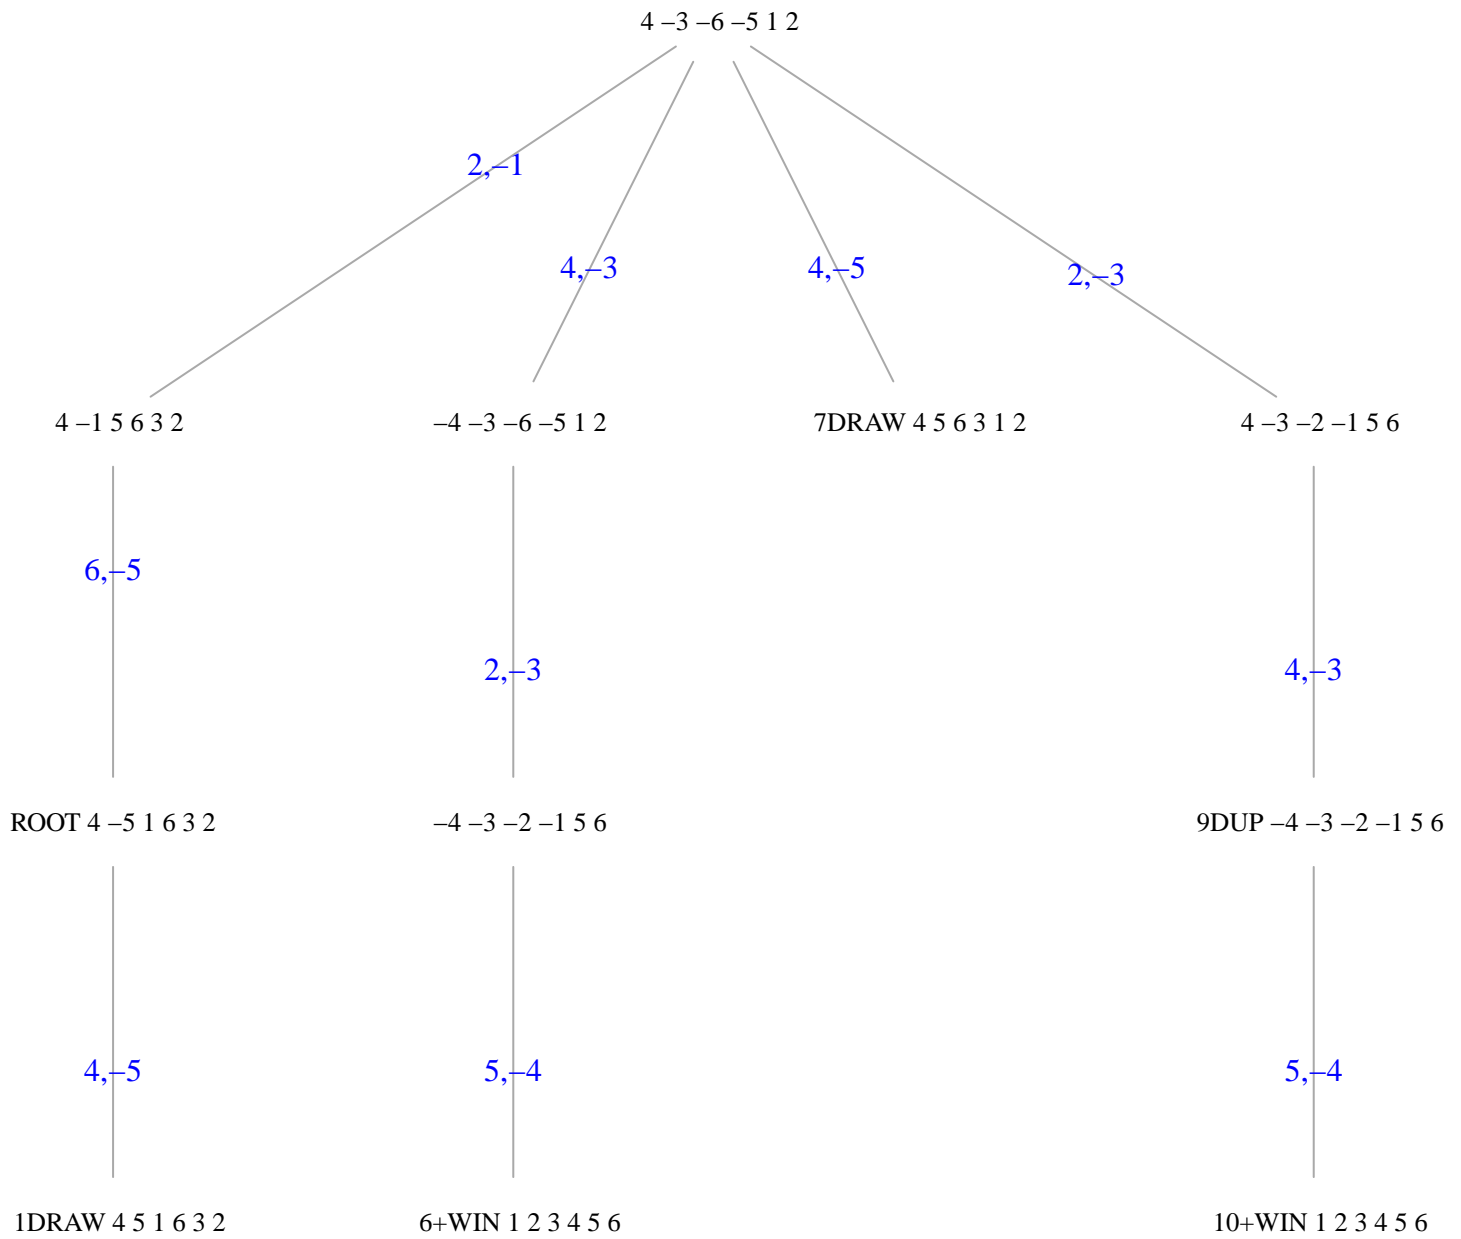 4 –3 –6 –5 1 2
2,–1
4,–3
4,–5
2,–3
4 –1 5 6 3 2
–4 –3 –6 –5 1 2
7DRAW 4 5 6 3 1 2
4 –3 –2 –1 5 6
6,–5
2,–3
4,–3
ROOT 4 –5 1 6 3 2
–4 –3 –2 –1 5 6
9DUP –4 –3 –2 –1 5 6
4,–5
5,–4
5,–4
1DRAW 4 5 1 6 3 2
6+WIN 1 2 3 4 5 6
10+WIN 1 2 3 4 5 6